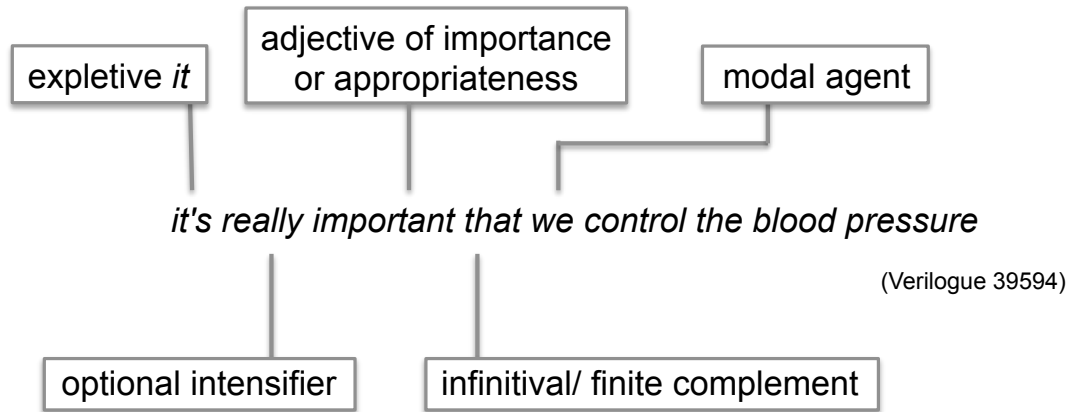 expletive it
adjective of importance
or appropriateness
modal agent
it's really important that we control the blood pressure
(Verilogue 39594)
optional intensifier
infinitival/ finite complement